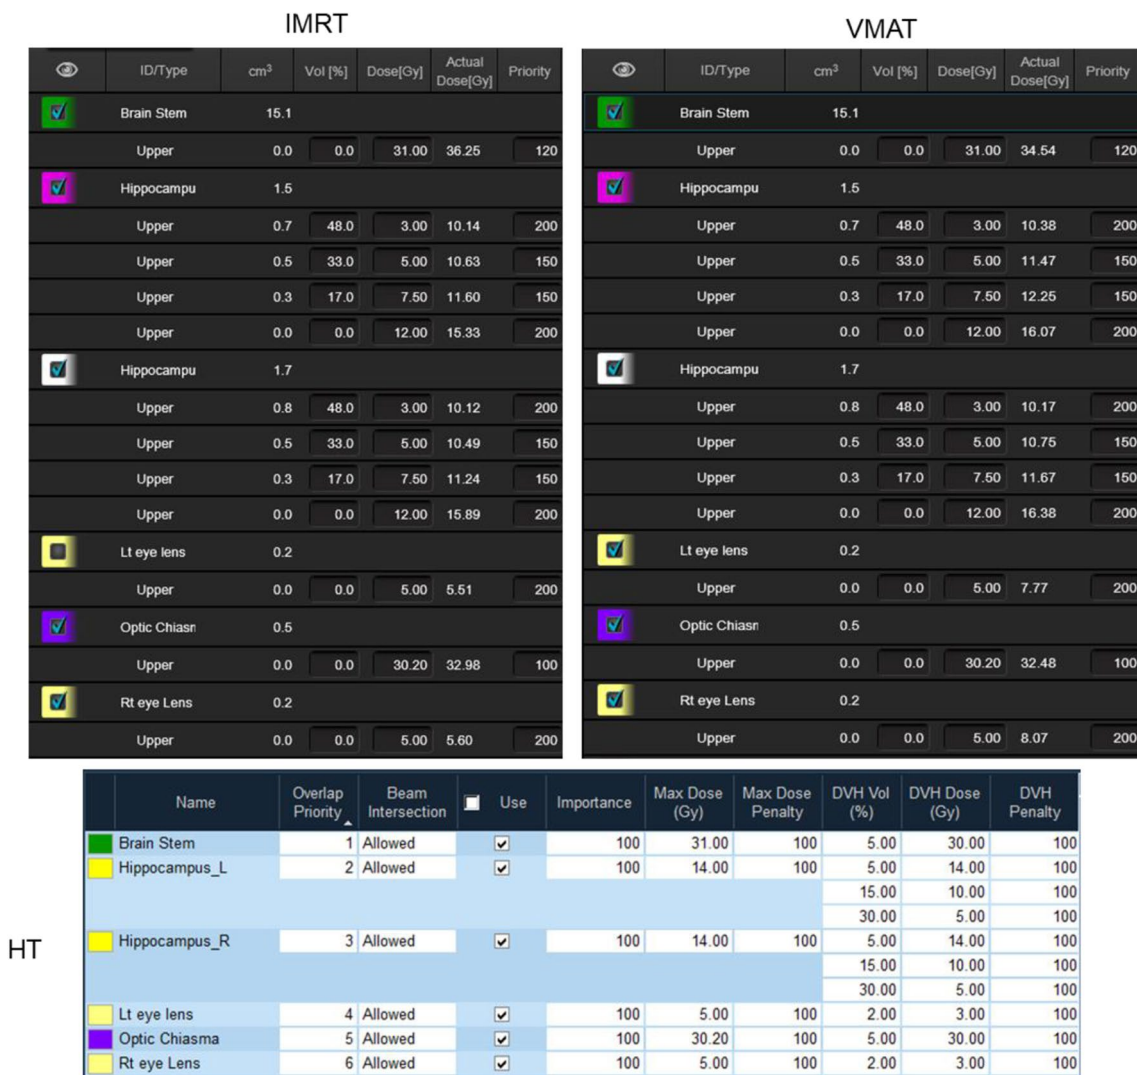 IMRT
ID/Type cm³ Vol [%] Dose[Gy] Actual Dose[Gy] Priority
Brain Stem 15.1
Upper 0.0 0.0 31.00 36.25 120
Hippocampu 1.5
Upper 0.7 48.0 3.00 10.14 200
Upper 0.5 33.0 5.00 10.63 150
Upper 0.3 17.0 7.50 11.60 150
Upper 0.0 0.0 12.00 15.33 200
Hippocampu 1.7
Upper 0.8 48.0 3.00 10.12 200
Upper 0.5 33.0 5.00 10.49 150
Upper 0.3 17.0 7.50 11.24 150
Upper 0.0 0.0 12.00 15.89 200
Lt eye lens 0.2
Upper 0.0 0.0 5.00 5.51 200
Optic Chiasr 0.5
Upper 0.0 0.0 30.20 32.98 100
Rt eye Lens 0.2
Upper 0.0 0.0 5.00 5.60 200
VMAT
ID/Type cm³ Vol [%] Dose[Gy] Actual Dose[Gy] Priority
Brain Stem 15.1
Upper 0.0 0.0 31.00 34.54 120
Hippocampu 1.5
Upper 0.7 48.0 3.00 10.38 200
Upper 0.5 33.0 5.00 11.47 150
Upper 0.3 17.0 7.50 12.25 150
Upper 0.0 0.0 12.00 16.07 200
Hippocampu 1.7
Upper 0.8 48.0 3.00 10.17 200
Upper 0.5 33.0 5.00 10.75 150
Upper 0.3 17.0 7.50 11.67 150
Upper 0.0 0.0 12.00 16.38 200
Lt eye lens 0.2
Upper 0.0 0.0 5.00 7.77 200
Optic Chiasr 0.5
Upper 0.0 0.0 30.20 32.48 100
Rt eye Lens 0.2
Upper 0.0 0.0 5.00 8.07 200
HT
Name Overlap Priority Beam Intersection Use Importance Max Dose (Gy) Max Dose Penalty DVH Vol (%) DVH Dose (Gy) DVH Penalty
Brain Stem 1 Allowed 100 31.00 100 5.00 30.00 100
Hippocampus_L 2 Allowed 100 14.00 100 5.00 14.00 100
15.00 10.00 100
30.00 5.00 100
Hippocampus_R 3 Allowed 100 14.00 100 5.00 14.00 100
15.00 10.00 100
30.00 5.00 100
Lt eye lens 4 Allowed 100 5.00 100 2.00 3.00 100
Optic Chiasma 5 Allowed 100 30.20 100 5.00 30.00 100
Rt eye Lens 6 Allowed 100 5.00 100 2.00 3.00 100